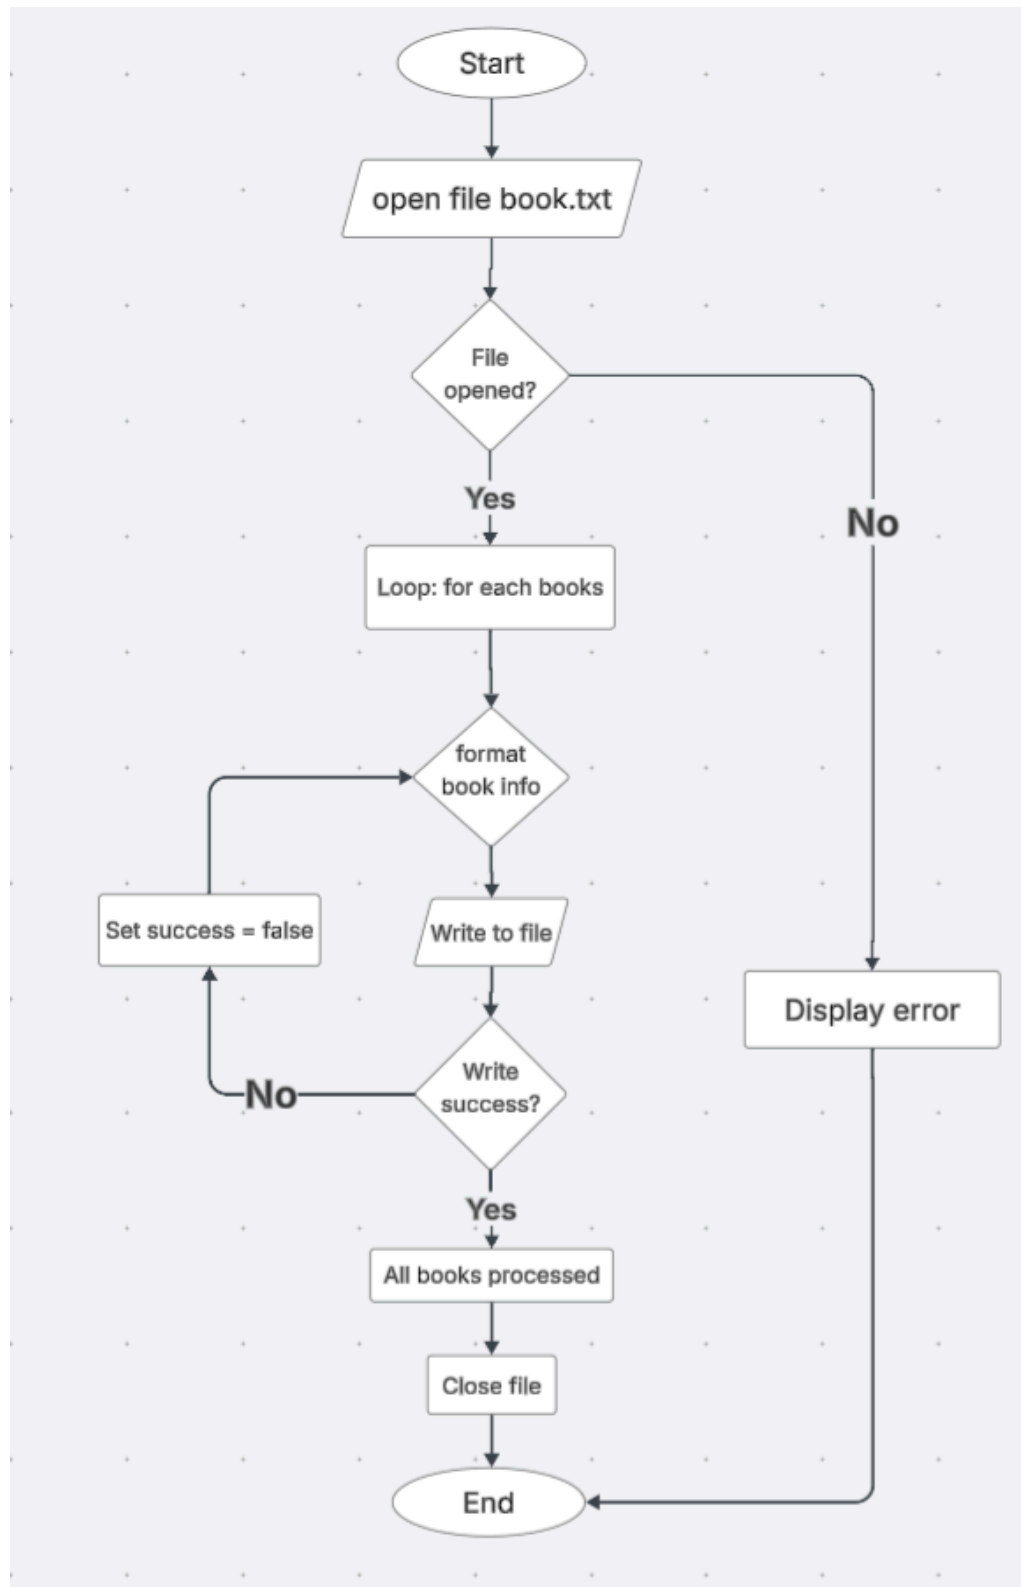 Start
open file book.txt
File
opened?
Yes
No
Loop: for each books
format
book info
Set success = false
Write to file
Display error
Write
success?
No
Yes
All books processed
Close file
End